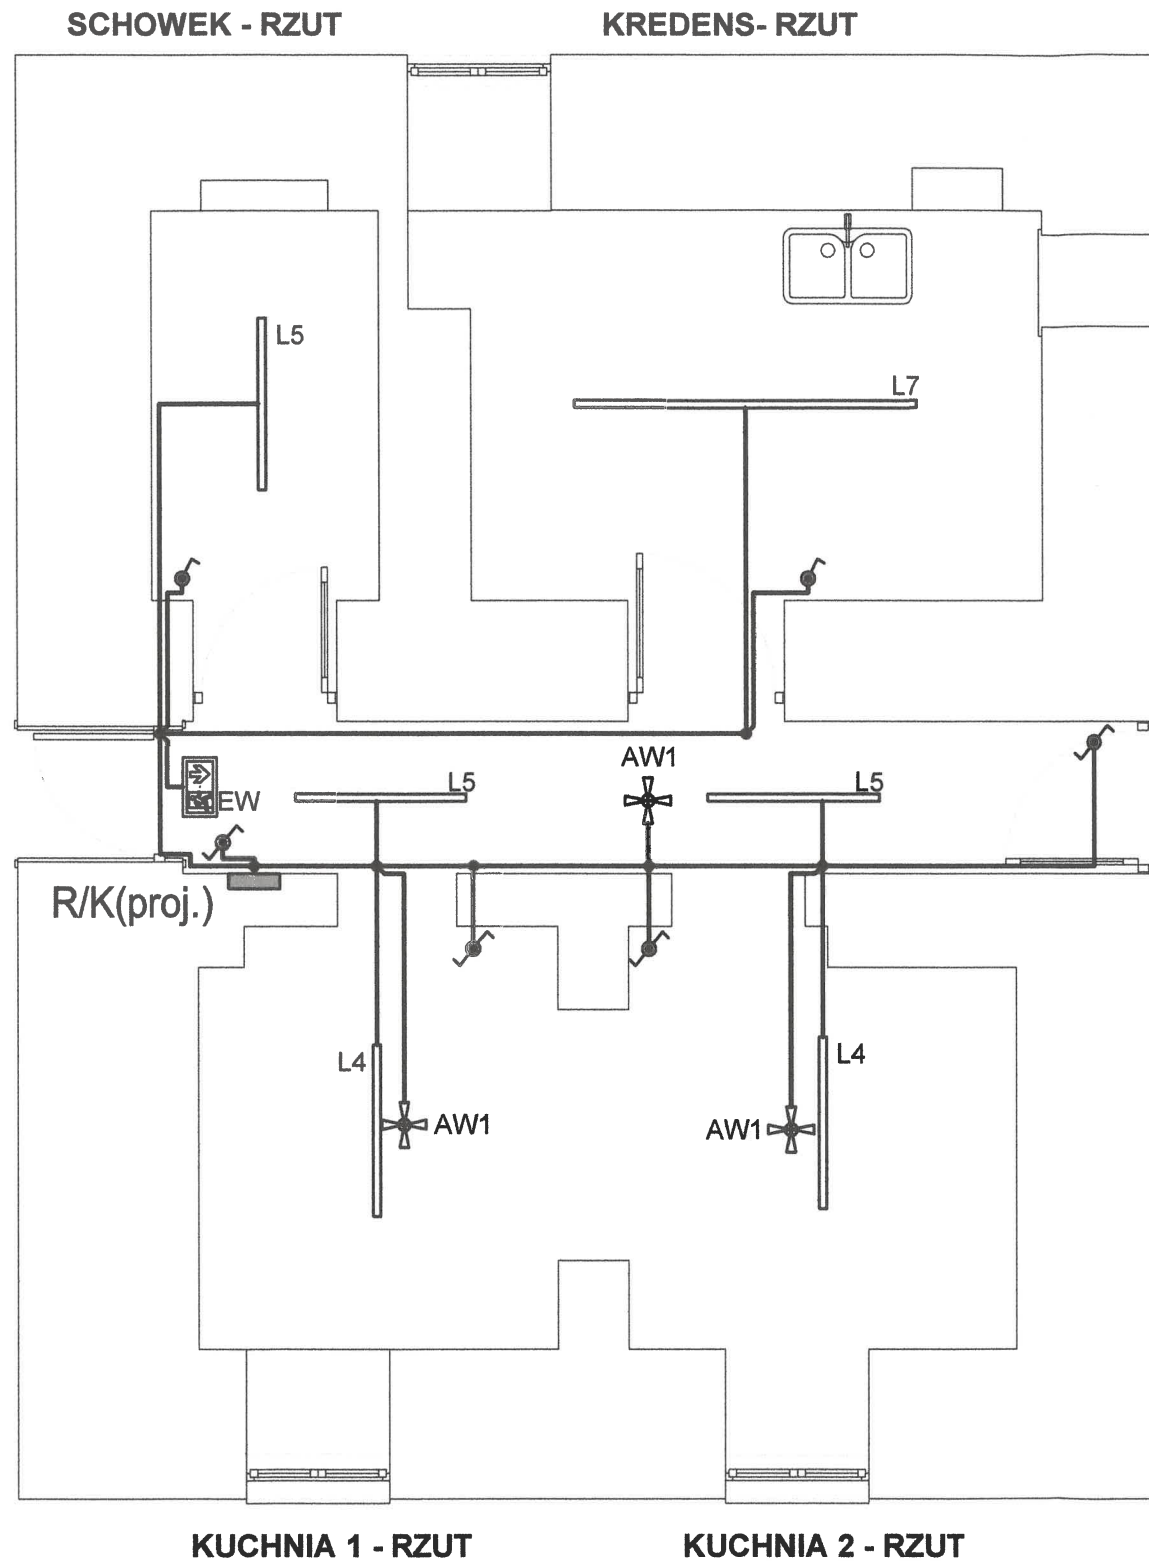 SCHOWEK - RZUT
KREDENS- RZUT
L5
L7
AW1
L5
L5
EW
R/K(proj.)
L4
L4
AW1
AW1
KUCHNIA 1 - RZUT
KUCHNIA 2 - RZUT